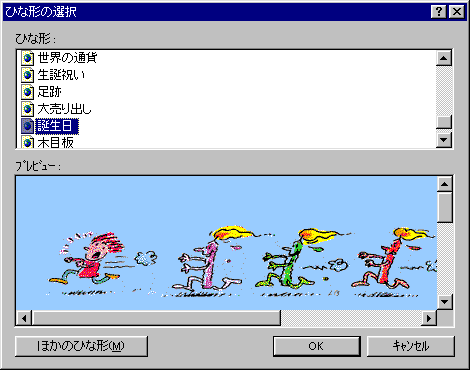 ひな形の選択
ひな形:
世界の通貨
生誕祝い
足跡
大売り出し
誕生日
木目板
ﾌﾟﾚﾋﾞｭｰ:
ほかのひな形(M)
OK
ｷｬﾝｾﾙ